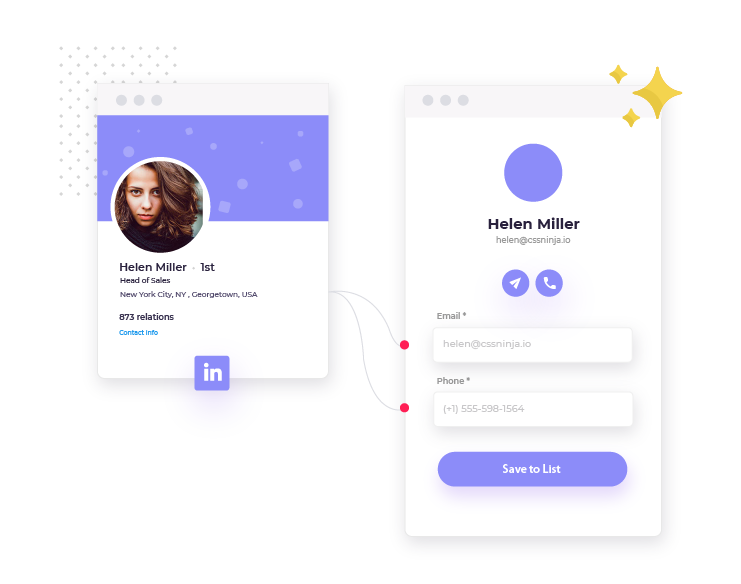 Helen Miller · 1st
Head of Sales
New York City, NY , Georgetown, USA
873 relations
Contact Info
in
Helen Miller
helen@cssninja.io
Email *
helen@cssninja.io
Phone *
(+1) 555-598-1564
Save to List